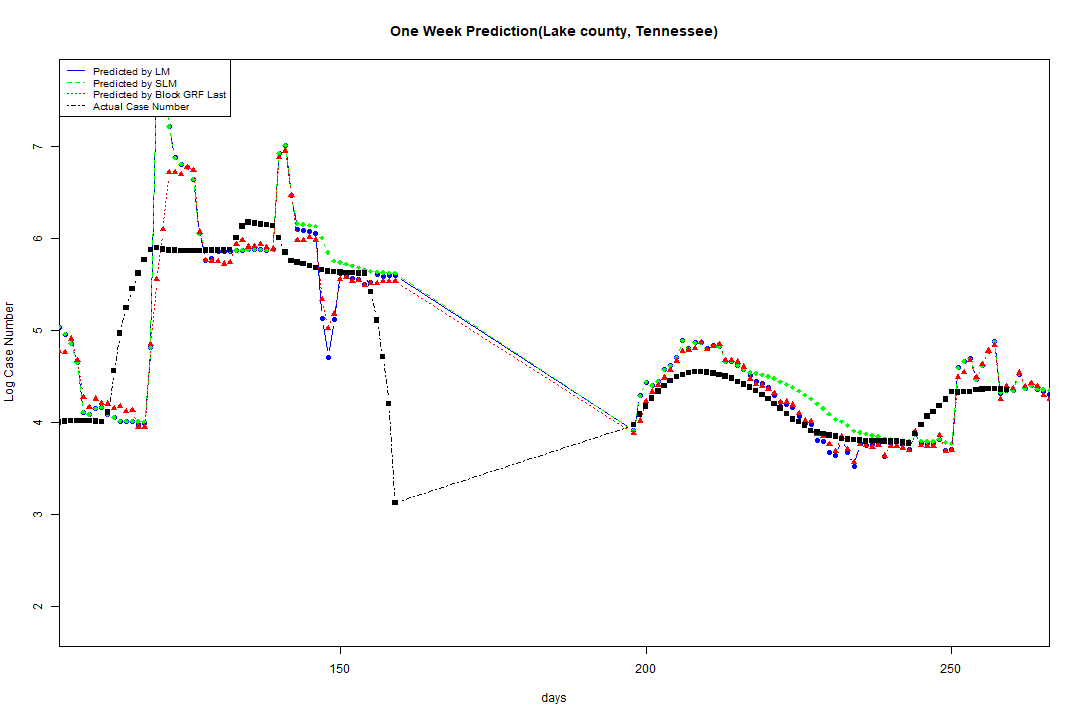 One Week Prediction(Lake county, Tennessee)
Predicted by LM
Predicted by SLM
Predicted by Block GRF Last
Actual Case Number
Log Case Number
7
6
5
4
3
2
150
200
250
days